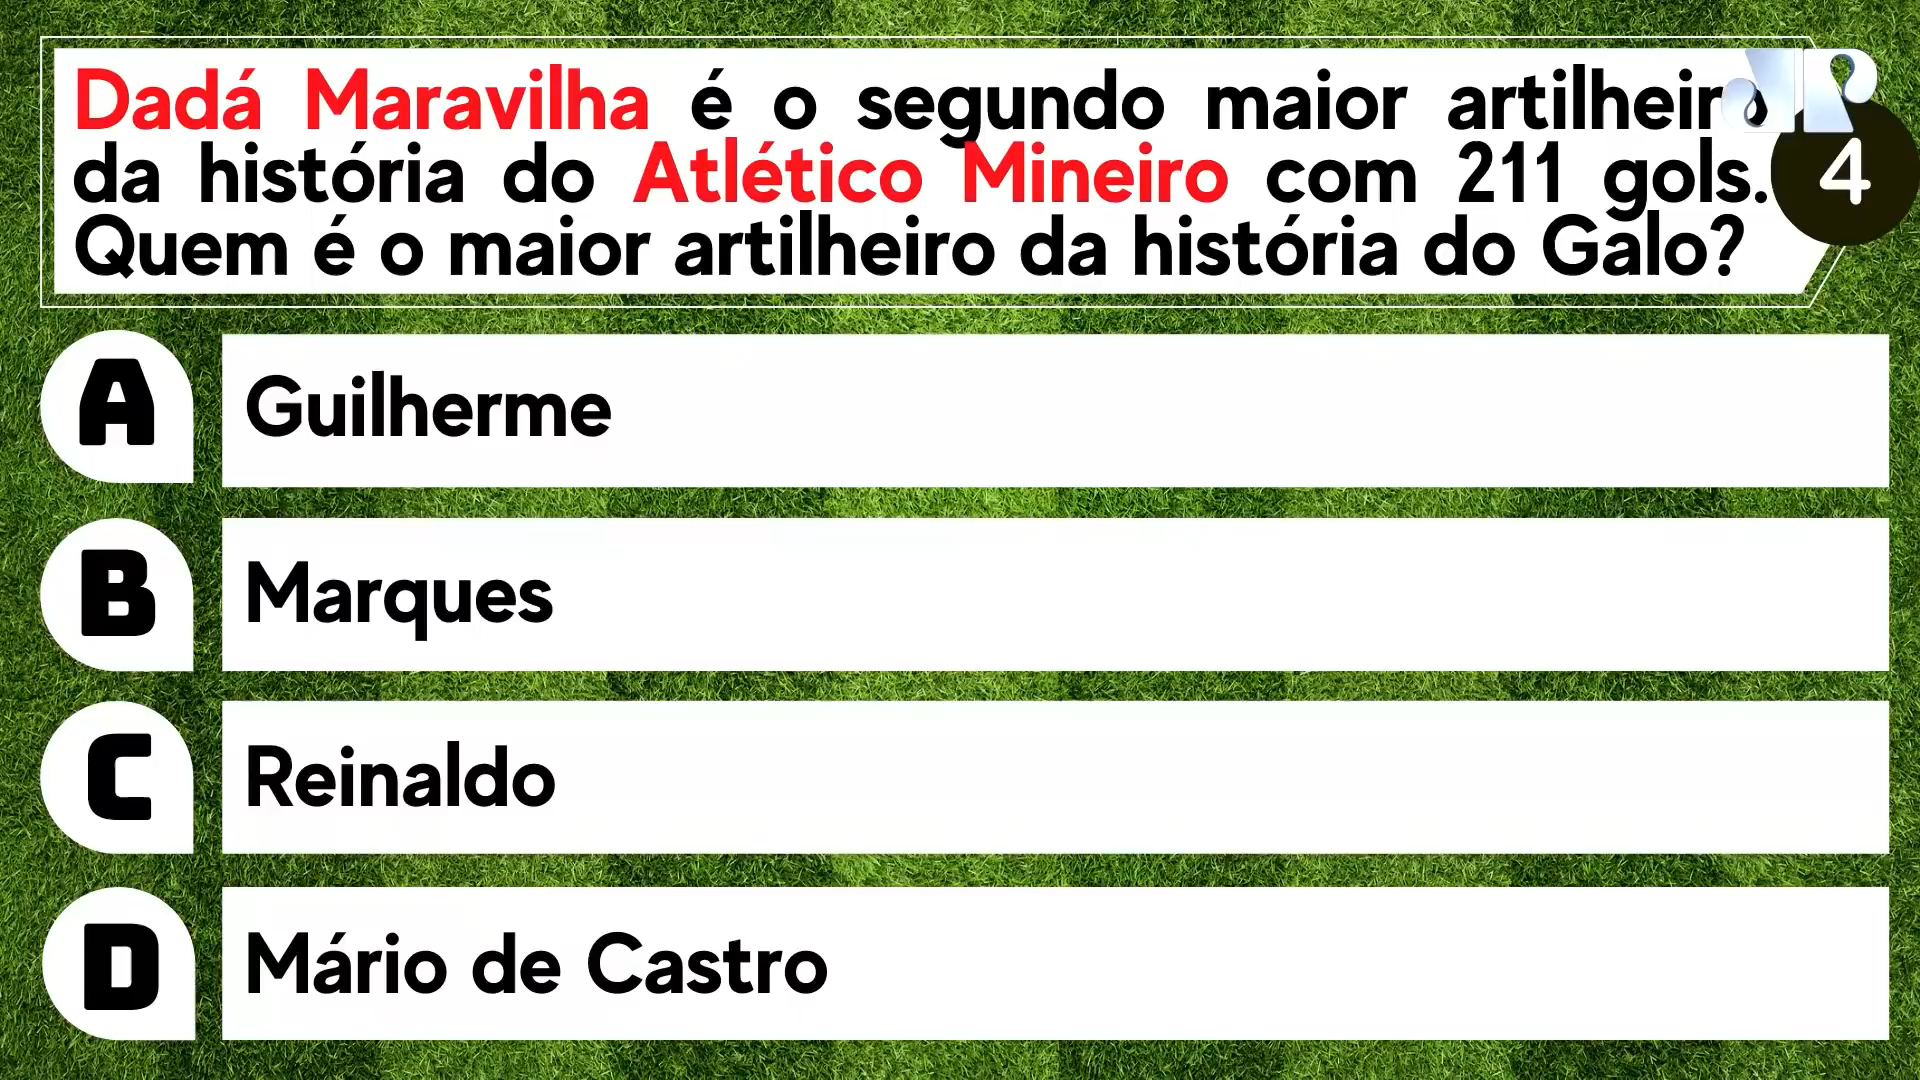 Dadá Maravilha é o segundo maior artilheiro
da história do Atlético Mineiro com 211 gols.
Quem é o maior artilheiro da história do Galo?
JP
4
A
Guilherme
B
Marques
C
Reinaldo
D
Mário de Castro